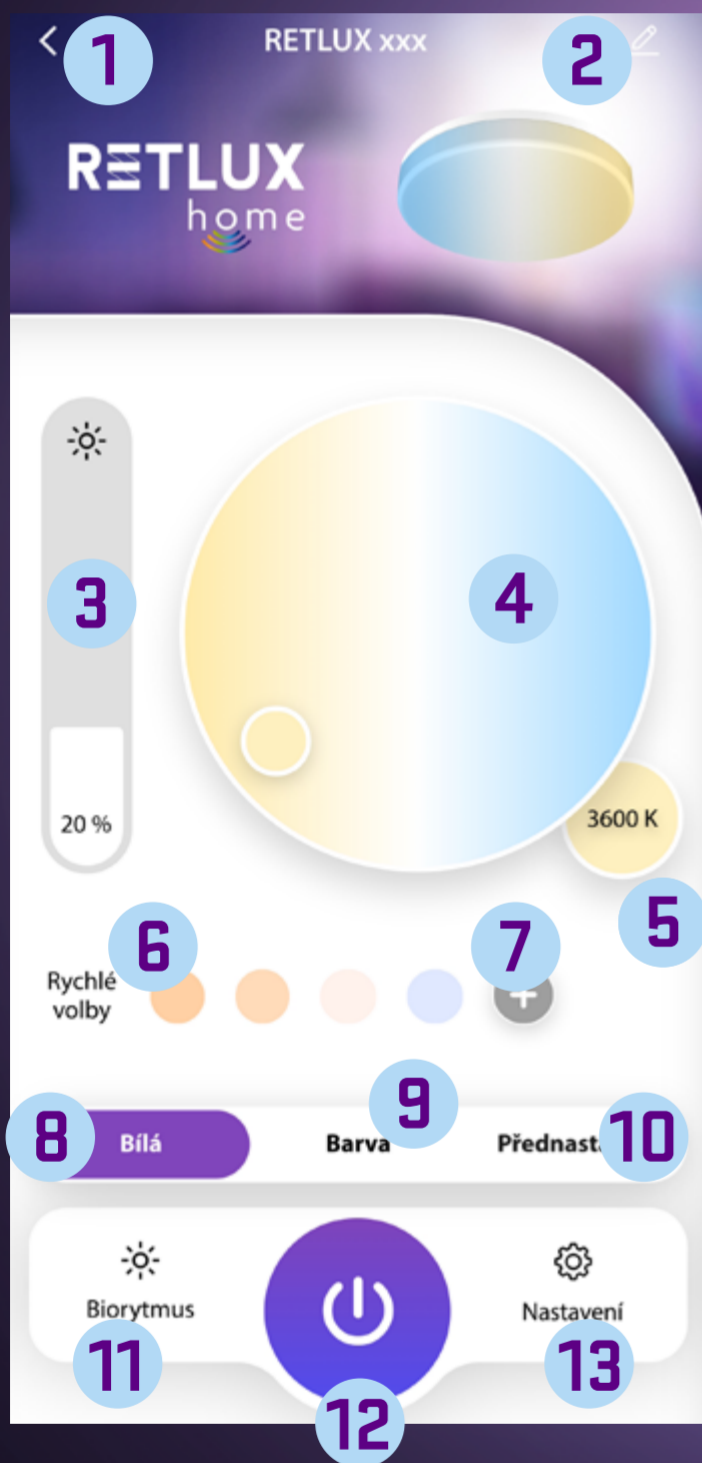 1
RETLUX xxx
2
RETLUX
home
3
4
20 %
3600 K
5
6
7
Rychlé
volby
8
Bílá
9
Barva
Přednast
10
Biorytmus
Nastavení
11
12
13